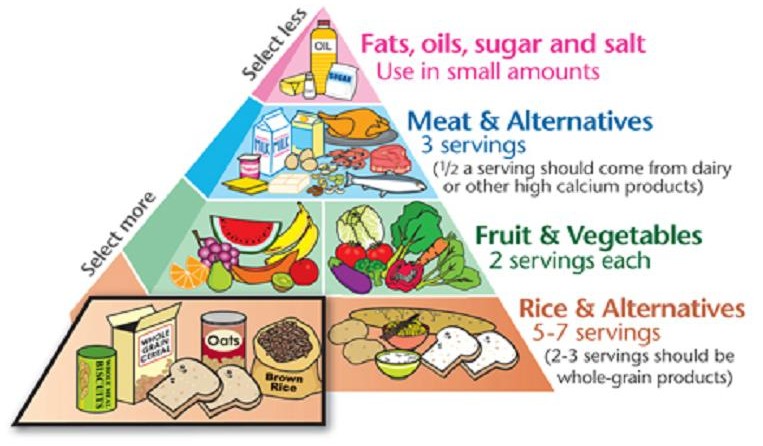 Select less
OIL
SUGAR
Fats, oils, sugar and salt
Use in small amounts
MILK
MILK
Meat & Alternatives
3 servings
(1/2 a serving should come from dairy
or other high calcium products)
Select more
Fruit & Vegetables
2 servings each
Rice & Alternatives
5-7 servings
(2-3 servings should be
whole-grain products)
WHOLE MEAL
BISCUITS
WHOLE
GRAIN
CEREAL
Oats
Brown
Rice